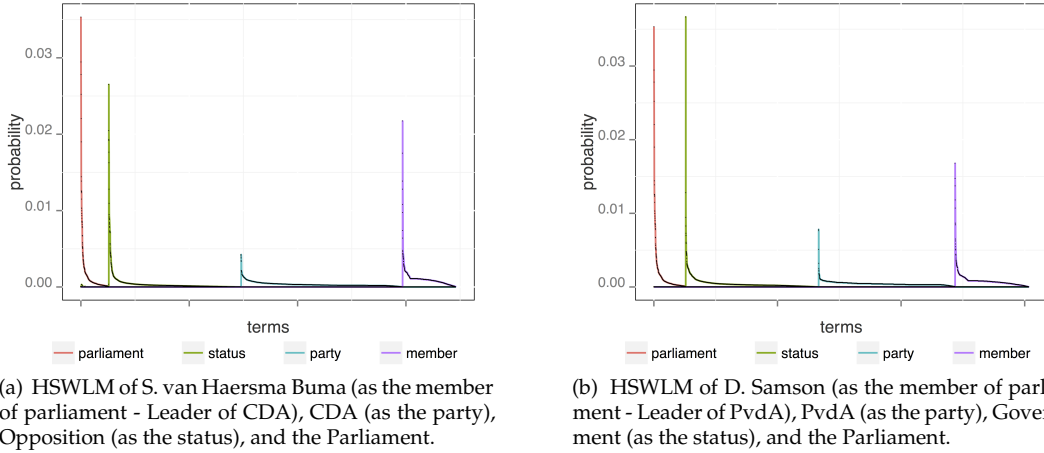 0.03
0.02
0.01
0.00
probability
terms
parliament status party member
(a) HSWLM of S. van Haersma Buma (as the member
of parliament - Leader of CDA), CDA (as the party),
Opposition (as the status), and the Parliament.
0.03
0.02
0.01
0.00
probability
terms
parliament status party member
(b) HSWLM of D. Samson (as the member of parl
ment - Leader of PvdA), PvdA (as the party), Gover
ment (as the status), and the Parliament.